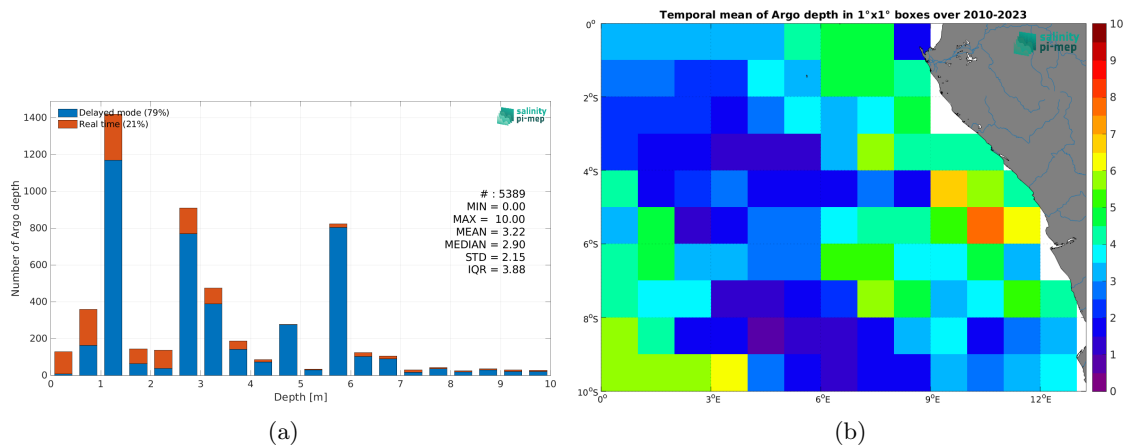 Delayed mode (79%)
Real time (21%)
salinity
pi-mep
1400
1200
1000
800
600
400
200
0
Number of Argo depth
# : 5389
MIN = 0.00
MAX = 10.00
MEAN = 3.22
MEDIAN = 2.90
STD = 2.15
IQR = 3.88
0 1 2 3 4 5 6 7 8 9 10
Depth [m]
(a)
Temporal mean of Argo depth in 1°x1° boxes over 2010-2023
salinity
pi-mep
0°
2°S
4°S
6°S
8°S
10°S
0° 3°E 6°E 9°E 12°E
10
9
8
7
6
5
4
3
2
1
0
(b)